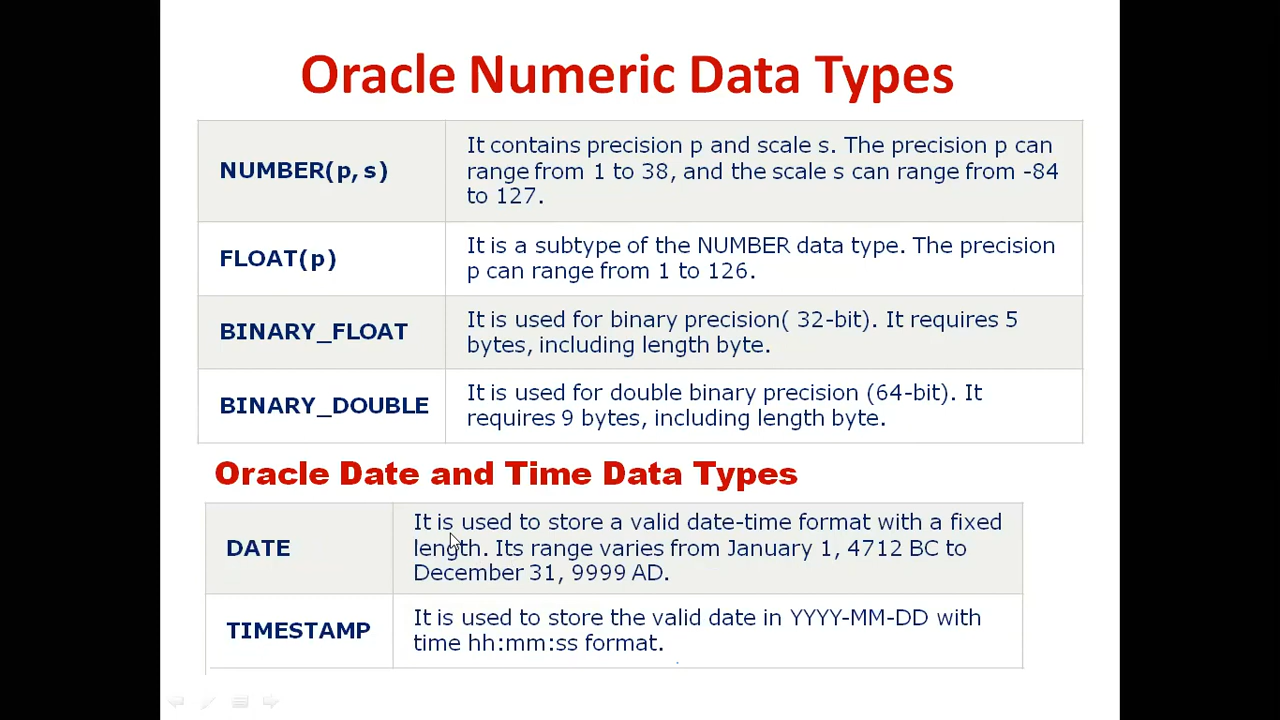 Oracle Numeric Data Types
NUMBER(p,s)
It contains precision p and scale s. The precision p can
range from 1 to 38, and the scale s can range from -84
to 127.
FLOAT(p)
It is a subtype of the NUMBER data type. The precision
p can range from 1 to 126.
BINARY_FLOAT
It is used for binary precision( 32-bit). It requires 5
bytes, including length byte.
BINARY_DOUBLE
It is used for double binary precision (64-bit). It
requires 9 bytes, including length byte.
Oracle Date and Time Data Types
DATE
It is used to store a valid date-time format with a fixed
length. Its range varies from January 1, 4712 BC to
December 31, 9999 AD.
TIMESTAMP
It is used to store the valid date in YYYY-MM-DD with
time hh:mm:ss format.